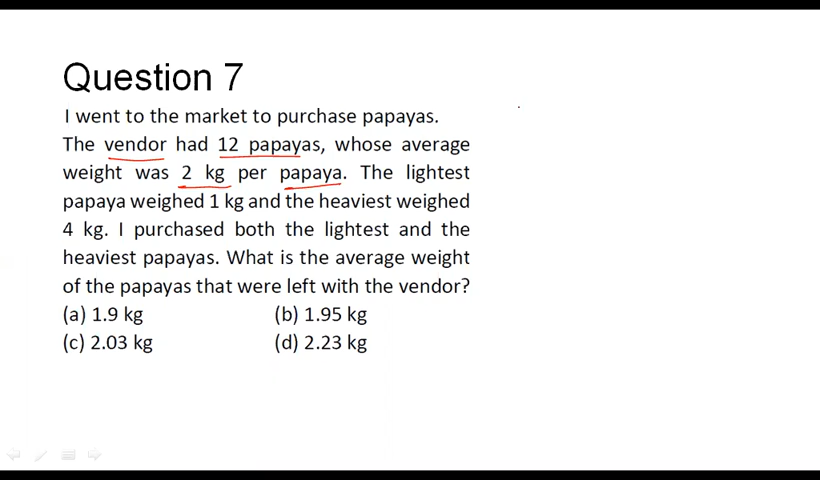 Question 7
I went to the market to purchase papayas.
The vendor had 12 papayas, whose average
weight was 2 kg per papaya. The lightest
papaya weighed 1 kg and the heaviest weighed
4 kg. I purchased both the lightest and the
heaviest papayas. What is the average weight
of the papayas that were left with the vendor?
(a) 1.9 kg (b) 1.95 kg
(c) 2.03 kg (d) 2.23 kg